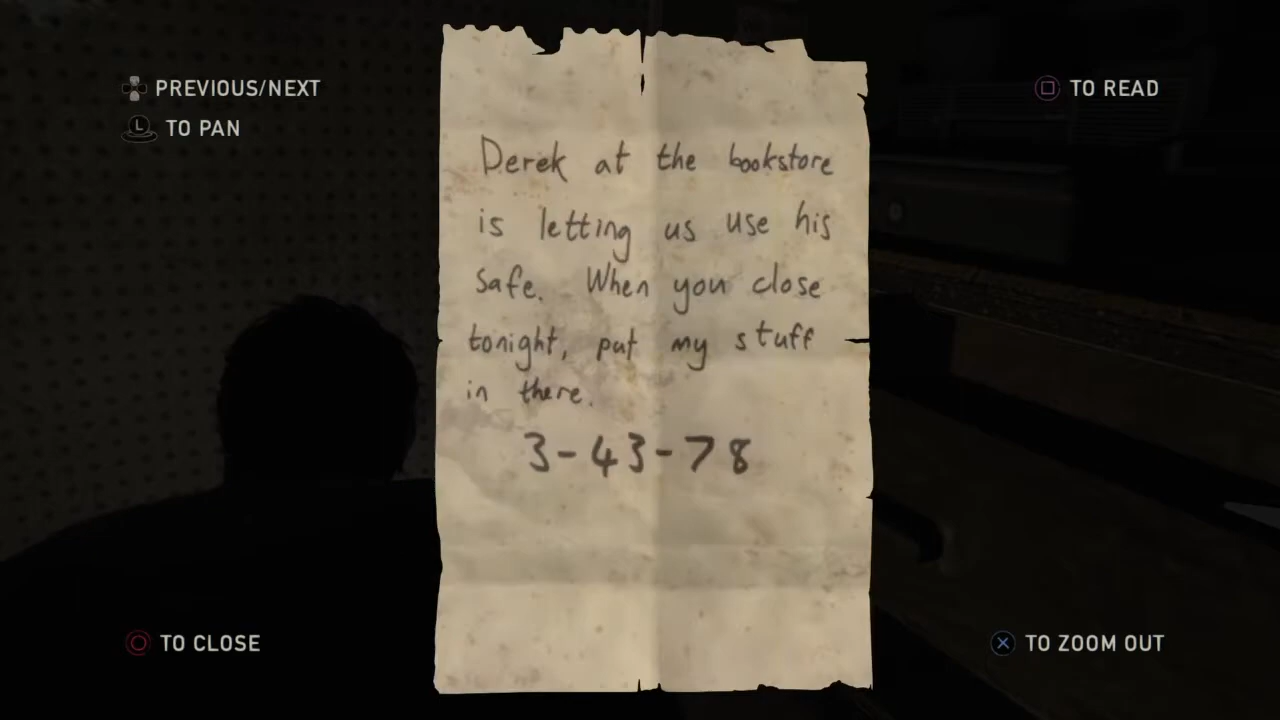 PREVIOUS/NEXT
L TO PAN
TO READ
Derek at the bookstore
is letting us use his
safe. When you close
tonight, put my stuff
in there.
3-43-78
TO CLOSE
TO ZOOM OUT